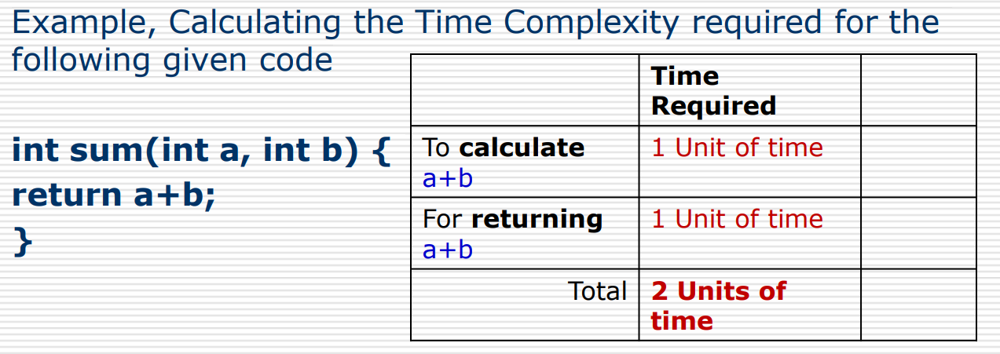 Example, Calculating the Time Complexity required for the
following given code
int sum(int a, int b) {
return a+b;
}
Time
Required
To calculate
a+b
1 Unit of time
For returning
a+b
1 Unit of time
Total
2 Units of
time